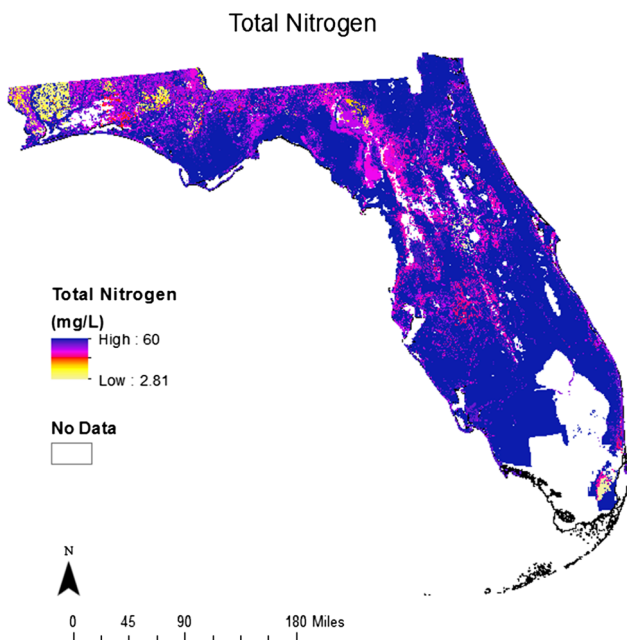 Total Nitrogen
Total Nitrogen
(mg/L)
High : 60
Low : 2.81
No Data
N
0 45 90 180 Miles